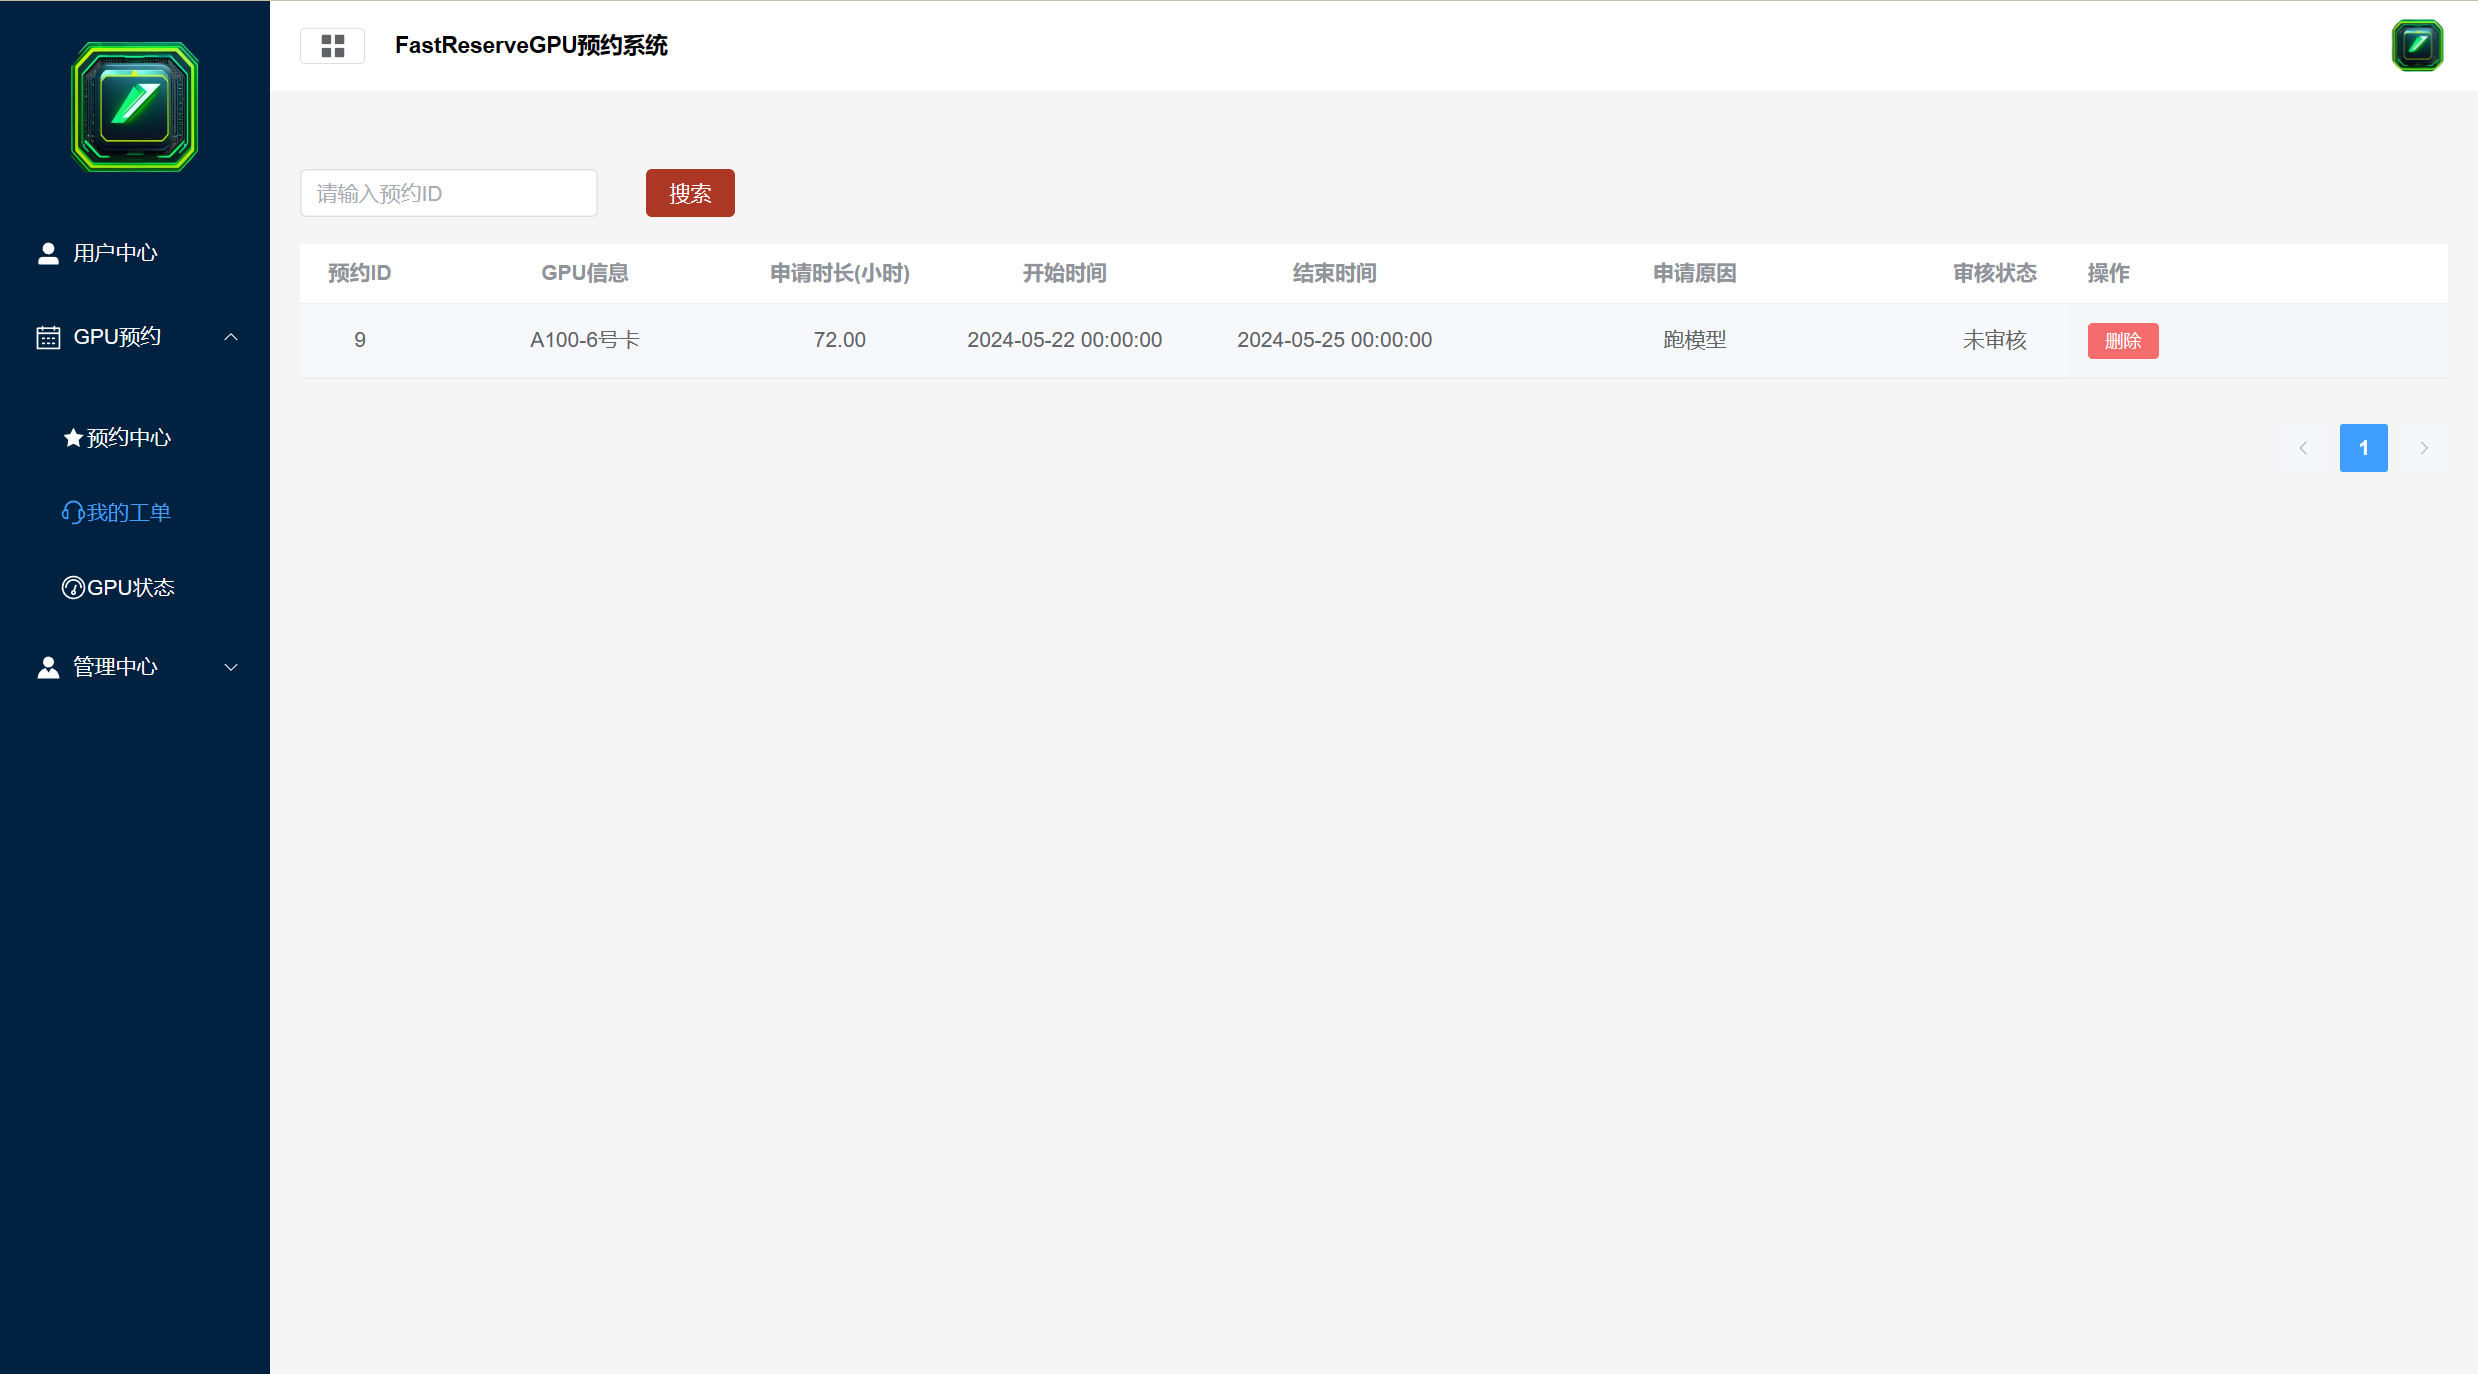 FastReserveGPU预约系统
用户中心
GPU预约
预约中心
我的工单
GPU状态
管理中心
请输入预约ID
搜索
预约ID GPU信息 申请时长(小时) 开始时间 结束时间 申请原因 审核状态 操作
9 A100-6号卡 72.00 2024-05-22 00:00:00 2024-05-25 00:00:00 跑模型 未审核 删除
1